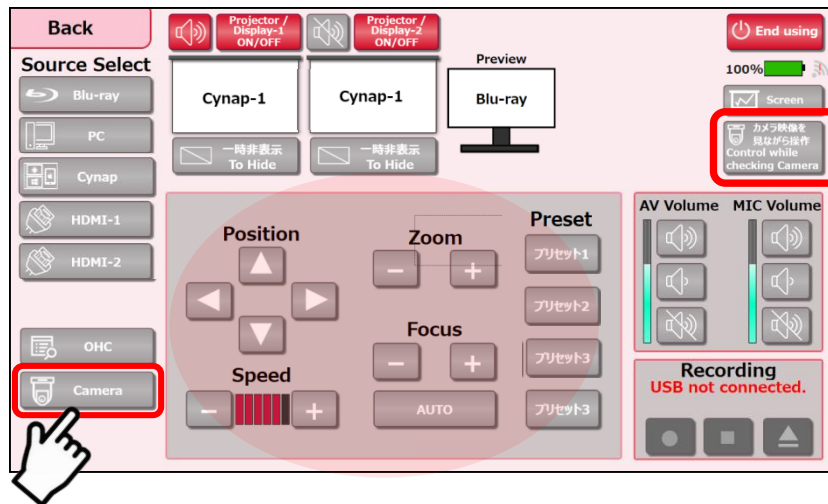 Back
Projector /
Display-1
ON/OFF
Projector /
Display-2
ON/OFF
End using
Source Select
Preview
100%
Blu-ray
Cynap-1
Cynap-1
Blu-ray
Screen
PC
一時非表示
To Hide
一時非表示
To Hide
カメラ映像を
見ながら操作
Control while
checking Camera
Cynap
HDMI-1
HDMI-2
OHC
Camera
Position
Zoom
Focus
Speed
AUTO
Preset
プリセット1
プリセット2
プリセット3
プリセット3
AV Volume
MIC Volume
Recording
USB not connected.